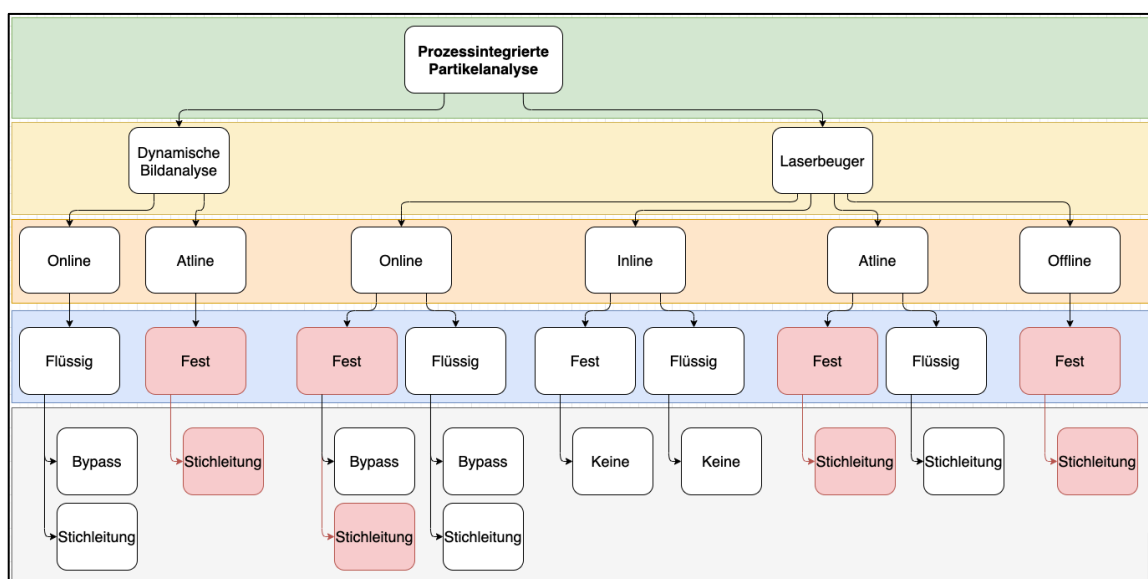 Prozessintegrierte
Partikelanalyse
Dynamische
Bildanalyse
Laserbeuger
Online
Atline
Online
Inline
Atline
Offline
Flüssig
Fest
Fest
Flüssig
Fest
Flüssig
Fest
Flüssig
Fest
Bypass
Stichleitung
Bypass
Bypass
Keine
Keine
Stichleitung
Stichleitung
Stichleitung
Stichleitung
Stichleitung
Stichleitung